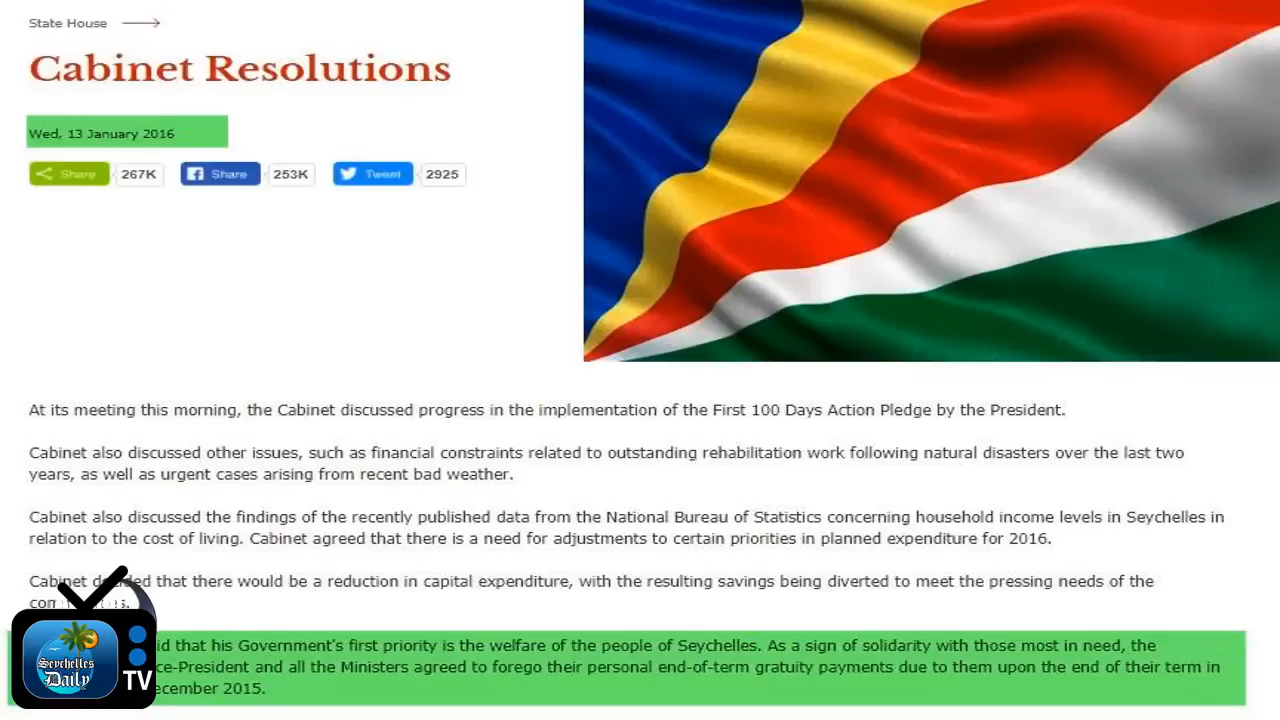 State House
Cabinet Resolutions
Wed, 13 January 2016
Share 267K Share 253K Tweet 2925
At its meeting this morning, the Cabinet discussed progress in the implementation of the First 100 Days Action Pledge by the President.
Cabinet also discussed other issues, such as financial constraints related to outstanding rehabilitation work following natural disasters over the last two
years, as well as urgent cases arising from recent bad weather.
Cabinet also discussed the findings of the recently published data from the National Bureau of Statistics concerning household income levels in Seychelles in
relation to the cost of living. Cabinet agreed that there is a need for adjustments to certain priorities in planned expenditure for 2016.
Cabinet decided that there would be a reduction in capital expenditure, with the resulting savings being diverted to meet the pressing needs of the
that his Government's first priority is the welfare of the people of Seychelles. As a sign of solidarity with those most in need, the
ce-President and all the Ministers agreed to forego their personal end-of-term gratuity payments due to them upon the end of their term in
ecember 2015.
Seychelles
Daily
TV